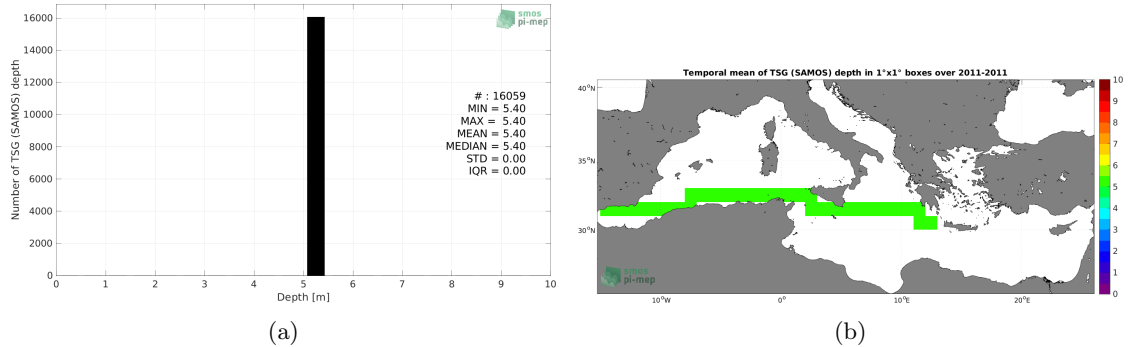 16000
14000
12000
10000
8000
6000
4000
2000
0
Number of TSG (SAMOS) depth
smos
pi-mep
# : 16059
MIN = 5.40
MAX = 5.40
MEAN = 5.40
MEDIAN = 5.40
STD = 0.00
IQR = 0.00
0 1 2 3 4 5 6 7 8 9 10
Depth [m]
(a)
Temporal mean of TSG (SAMOS) depth in 1°x1° boxes over 2011-2011
40°N
35°N
30°N
10°W 0° 10°E 20°E
smos
pi-mep
10
9
8
7
6
5
4
3
2
1
0
(b)